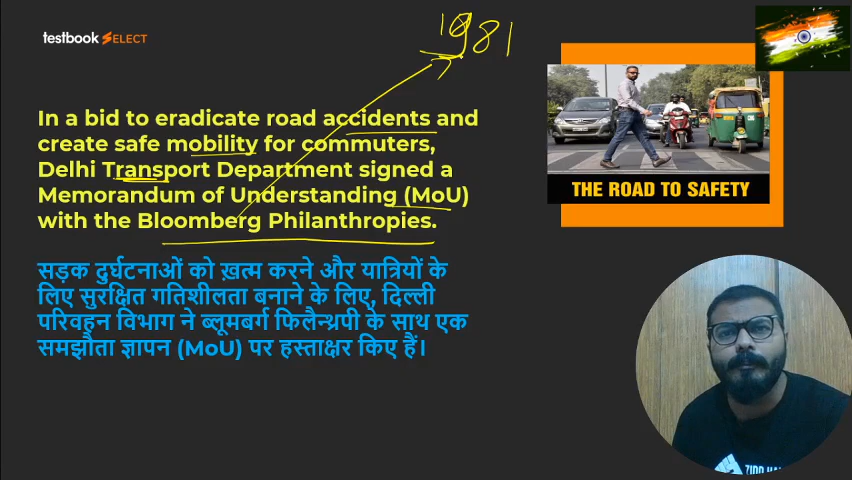 testbook SELECT
1981
In a bid to eradicate road accidents and
create safe mobility for commuters,
Delhi Transport Department signed a
Memorandum of Understanding (MoU)
with the Bloomberg Philanthropies.
THE ROAD TO SAFETY
सड़क दुर्घटनाओं को ख़त्म करने और यात्रियों के
लिए सुरक्षित गतिशीलता बनाने के लिए, दिल्ली
परिवहन विभाग ने ब्लूमबर्ग फिलैन्थ्रपी के साथ एक
समझौता ज्ञापन (MoU) पर हस्ताक्षर किए हैं।